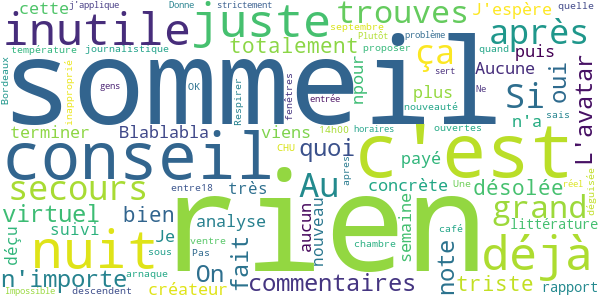 cette j'applique Donne strictement trouves J'espère quelle
inutile juste septembre après
température journalistique totalement Plutôt proposer problème quand puis
Bordeaux inapproprié sommeil ça Aucune oui
gens OK Respirer fenêtres entrée npour plus sert nouveauté Si Ne L'avatar
terminer Blablabla viens 14h00 horaires ouvertes n'a sais
conseil CHU quoi c'est payé
secours entre18 très Au apres concrète Une désolée réel déguisée
virtuel bien rien semaine grand
déçu suivi Je analyse aucun nouveau note café littérature
nuit sous ventre Pas On fait chambre déjà
n'importe arnaque commentaires triste rapport
Impossible descendent créateur